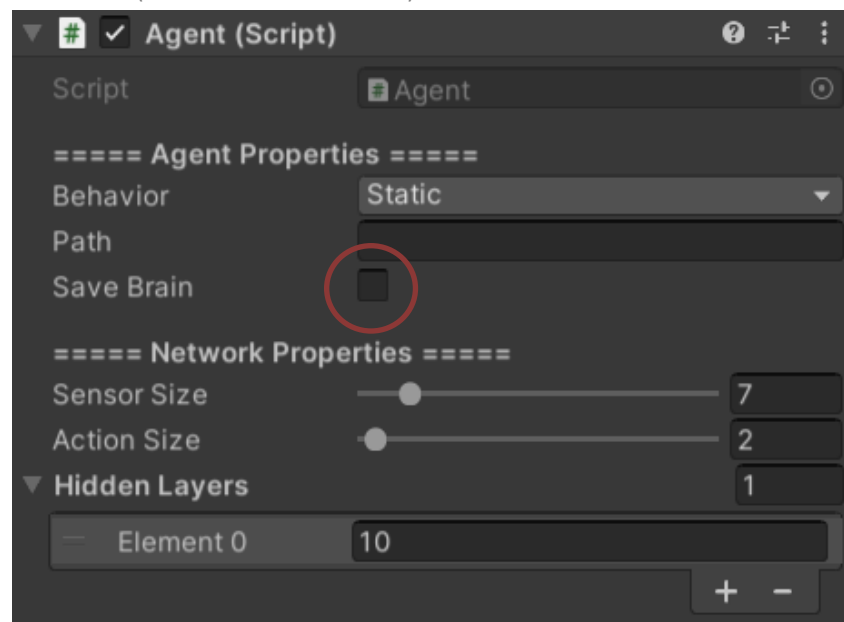 # Agent (Script)
Script # Agent
===== Agent Properties =====
Behavior Static
Path
Save Brain
===== Network Properties =====
Sensor Size 7
Action Size 2
Hidden Layers 1
Element 0 10
+ -